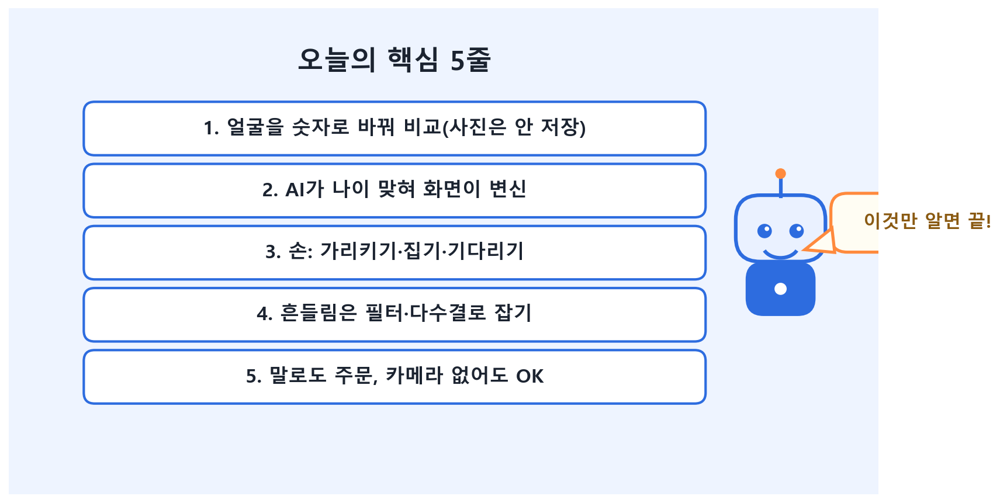 오늘의 핵심 5줄
1. 얼굴을 숫자로 바꿔 비교(사진은 안 저장)
2. AI가 나이 맞혀 화면이 변신
3. 손: 가리키기·집기·기다리기
4. 흔들림은 필터·다수결로 잡기
5. 말로도 주문, 카메라 없어도 OK
이것만 알면 끝!